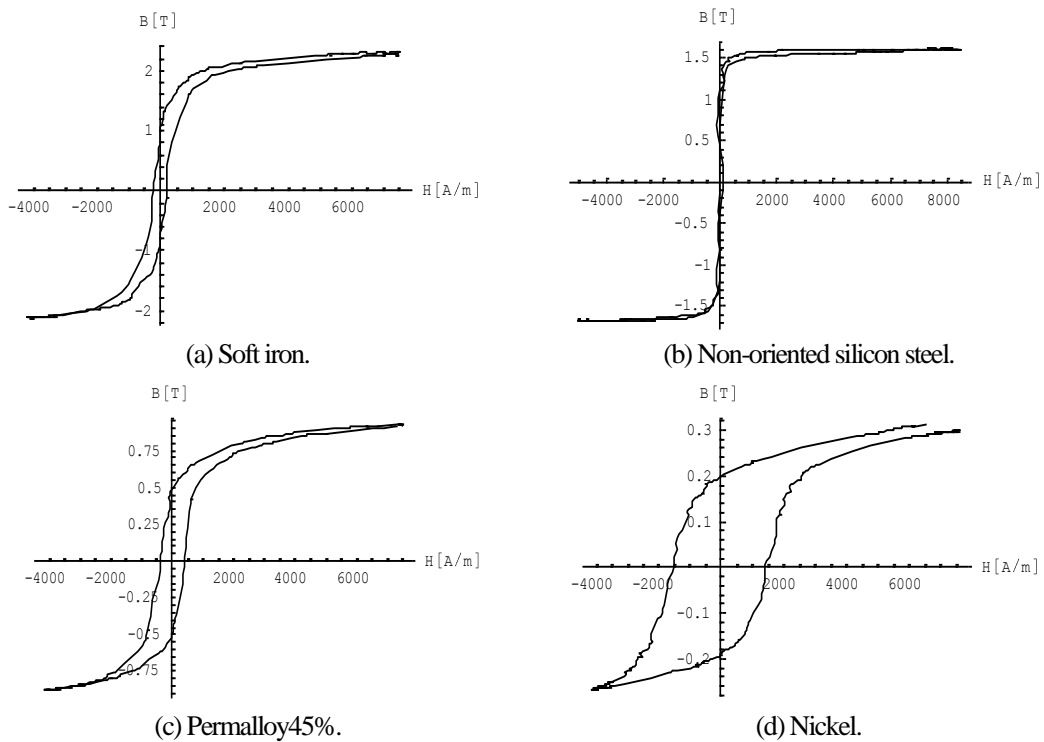 B[T]
2
1
-1
-2
-4000 -2000 2000 4000 6000
H[A/m]
(a) Soft iron.
B[T]
1.5
1
0.5
-0.5
-1
-1.5
-4000 -2000 2000 4000 6000 8000
H[A/m]
(b) Non-oriented silicon steel.
B[T]
0.75
0.5
0.25
-0.25
-0.5
-0.75
-4000 -2000 2000 4000 6000
H[A/m]
(c) Permalloy45%.
B[T]
0.3
0.2
0.1
-0.1
-0.2
-4000 -2000 2000 4000 6000
H[A/m]
(d) Nickel.